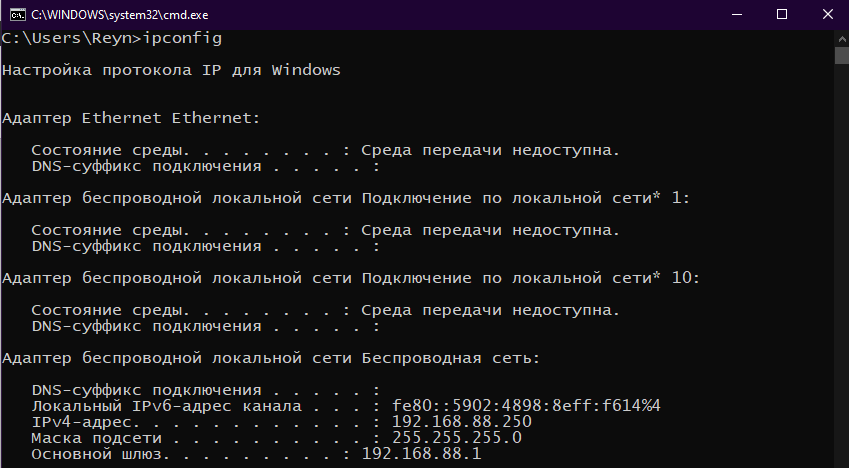 C:\WINDOWS\system32\cmd.exe
C:\Users\Reyn>ipconfig
Настройка протокола IP для Windows
Адаптер Ethernet Ethernet:
Состояние среды. . . . . . . . : Среда передачи недоступна.
DNS-суффикс подключения . . . . . :
Адаптер беспроводной локальной сети Подключение по локальной сети* 1:
Состояние среды. . . . . . . . : Среда передачи недоступна.
DNS-суффикс подключения . . . . . :
Адаптер беспроводной локальной сети Подключение по локальной сети* 10:
Состояние среды. . . . . . . . : Среда передачи недоступна.
DNS-суффикс подключения . . . . . :
Адаптер беспроводной локальной сети Беспроводная сеть:
DNS-суффикс подключения . . . . . :
Локальный IPv6-адрес канала . . . : fe80::5902:4898:8eff:f614%4
IPv4-адрес. . . . . . . . . . . . : 192.168.88.250
Маска подсети . . . . . . . . . . : 255.255.255.0
Основной шлюз. . . . . . . . . : 192.168.88.1